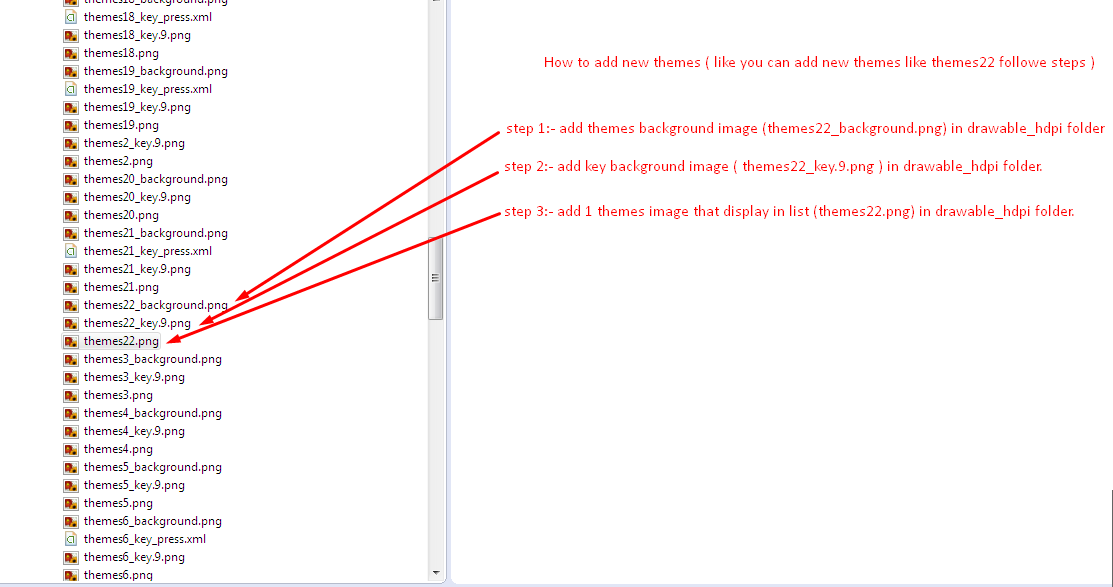 themes18_background.png
themes18_key_press.xml
themes18_key.9.png
themes18.png
themes19_background.png
themes19_key_press.xml
themes19_key.9.png
themes19.png
themes2_key.9.png
themes2.png
themes20_background.png
themes20_key.9.png
themes20.png
themes21_background.png
themes21_key_press.xml
themes21_key.9.png
themes21.png
themes22_background.png
themes22_key.9.png
themes22.png
themes3_background.png
themes3_key.9.png
themes3.png
themes4_background.png
themes4_key.9.png
themes4.png
themes5_background.png
themes5_key.9.png
themes5.png
themes6_background.png
themes6_key_press.xml
themes6_key.9.png
themes6.png
How to add new themes ( like you can add new themes like themes22 followe steps )
step 1:- add themes background image (themes22_background.png) in drawable_hdpi folder
step 2:- add key background image ( themes22_key.9.png ) in drawable_hdpi folder.
step 3:- add 1 themes image that display in list (themes22.png) in drawable_hdpi folder.